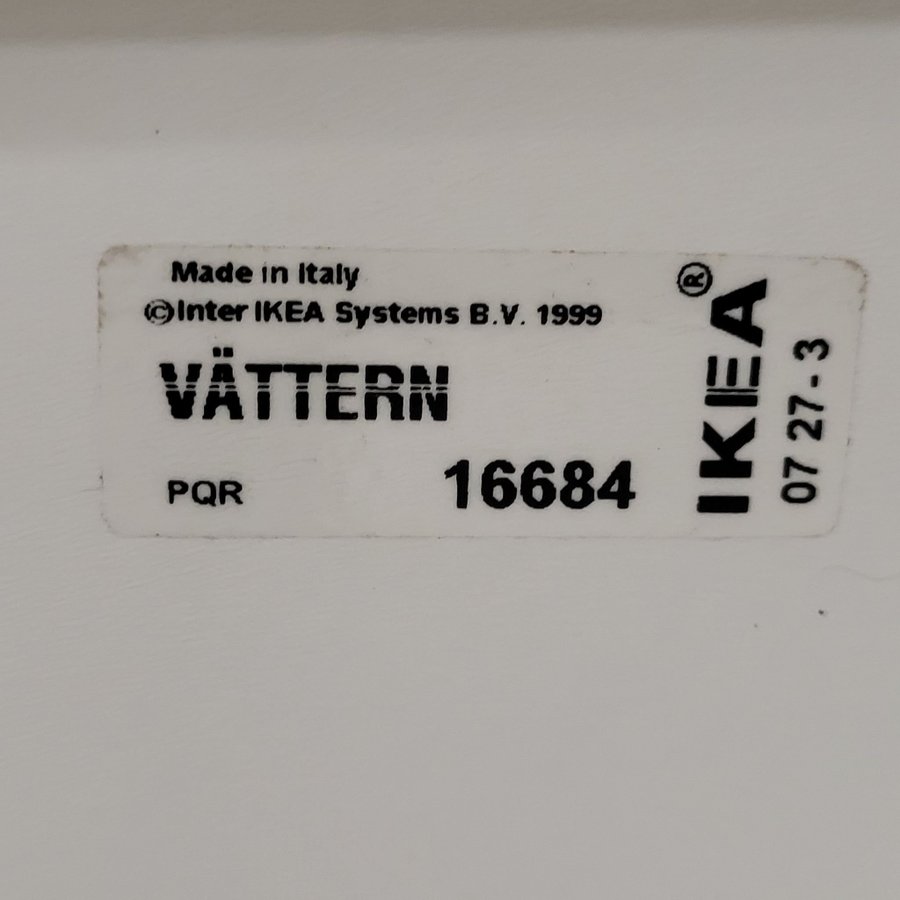 Made in Italy
©Inter IKEA Systems B.V. 1999
VÄTTERN
PQR 16684
IKEA®
07 27-3